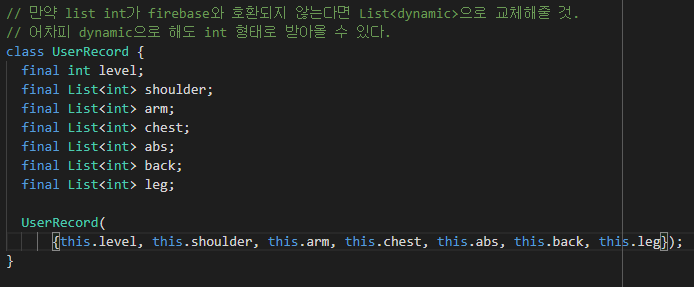 // 만약 list int가 firebase와 호환되지 않는다면 List<dynamic>으로 교체해줄 것.
// 어차피 dynamic으로 해도 int 형태로 받아올 수 있다.
class UserRecord {
  final int level;
  final List<int> shoulder;
  final List<int> arm;
  final List<int> chest;
  final List<int> abs;
  final List<int> back;
  final List<int> leg;

  UserRecord(
      {this.level, this.shoulder, this.arm, this.chest, this.abs, this.back, this.leg});
}